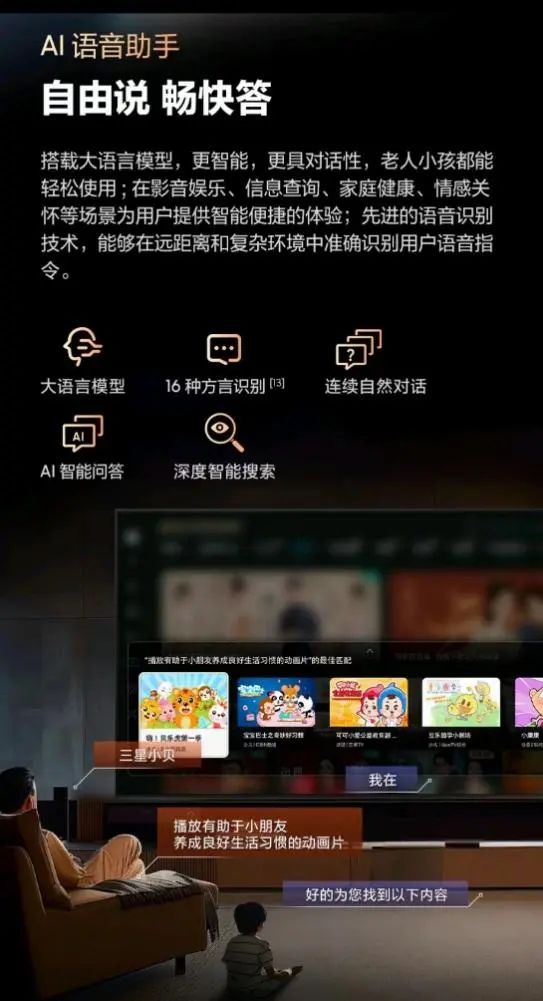 AI 语音助手
自由说 畅快答
搭载大语言模型，更智能，更具对话性，老人小孩都能
轻松使用；在影音娱乐、信息查询、家庭健康、情感关
怀等场景为用户提供智能便捷的体验；先进的语音识别
技术，能够在远距离和复杂环境中准确识别用户语音指
令。
大语言模型
16 种方言识别 [13]
连续自然对话
AI
AI 智能问答
深度智能搜索
“播放有助于小朋友养成良好生活习惯的动画片”的最佳匹配
嗨！贝乐虎第一季
宝宝巴士之奇妙好习惯
三星小贝
我在
播放有助于小朋友
养成良好生活习惯的动画片
好的为您找到以下内容